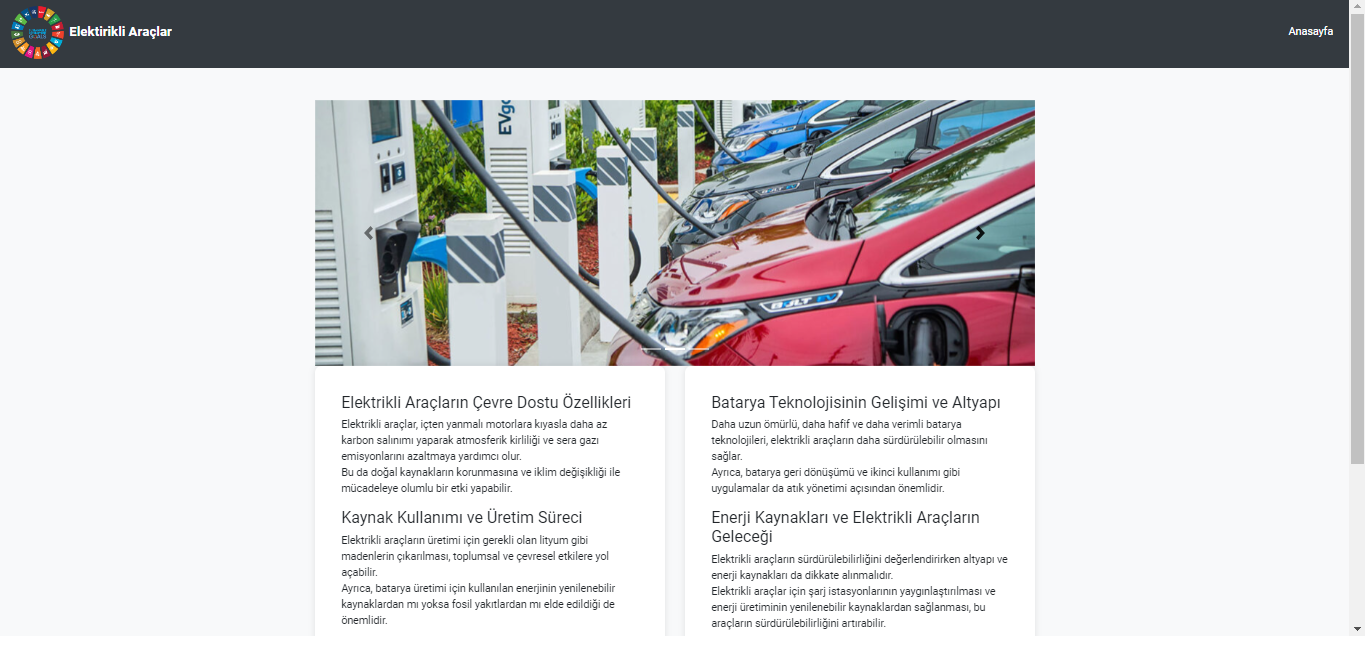 Elektirikli Araçlar
Anasayfa
EVgo
BOLT EV
BOLT EV
Elektrikli Araçların Çevre Dostu Özellikleri
Elektrikli araçlar, içten yanmalı motorlara kıyasla daha az
karbon salınımı yaparak atmosferik kirliliği ve sera gazı
emisyonlarını azaltmaya yardımcı olur.
Bu da doğal kaynakların korunmasına ve iklim değişikliği ile
mücadeleye olumlu bir etki yapabilir.
Kaynak Kullanımı ve Üretim Süreci
Elektrikli araçların üretimi için gerekli olan lityum gibi
madenlerin çıkarılması, toplumsal ve çevresel etkilere yol
açabilir.
Ayrıca, batarya üretimi için kullanılan enerjinin yenilenebilir
kaynaklardan mı yoksa fosil yakıtlardan mı elde edildiği de
önemlidir.
Batarya Teknolojisinin Gelişimi ve Altyapı
Daha uzun ömürlü, daha hafif ve daha verimli batarya
teknolojileri, elektrikli araçların daha sürdürülebilir olmasını
sağlar.
Ayrıca, batarya geri dönüşümü ve ikinci kullanımı gibi
uygulamalar da atık yönetimi açısından önemlidir.
Enerji Kaynakları ve Elektrikli Araçların
Geleceği
Elektrikli araçların sürdürülebilirliğini değerlendirirken altyapı ve
enerji kaynakları da dikkate alınmalıdır.
Elektrikli araçlar için şarj istasyonlarının yaygınlaştırılması ve
enerji üretiminin yenilenebilir kaynaklardan sağlanması, bu
araçların sürdürülebilirliğini artırabilir.